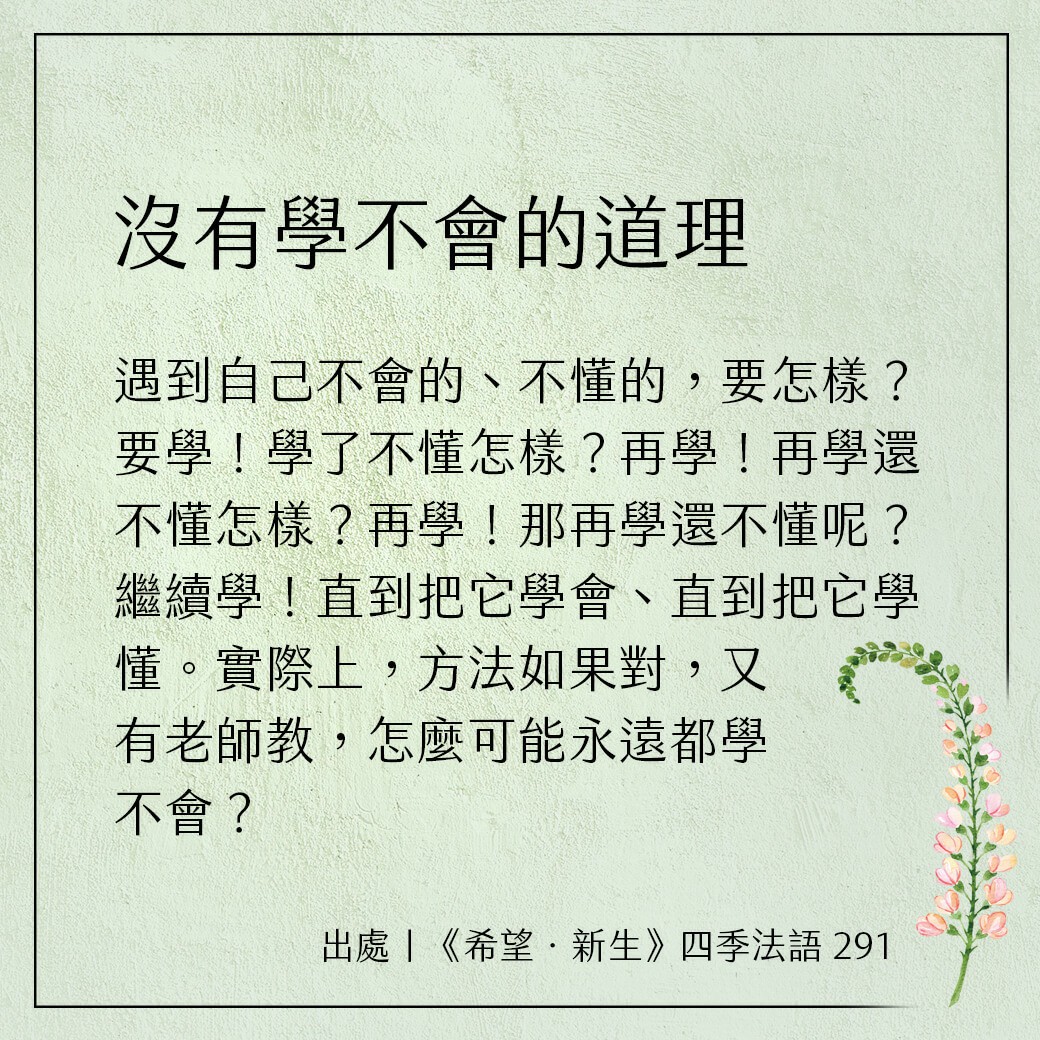 沒有學不會的道理
遇到自己不會的、不懂的，要怎樣？
要學！學了不懂怎樣？再學！再學還
不懂怎樣？再學！那再學還不懂呢？
繼續學！直到把它學會、直到把它學
懂。實際上，方法如果對，又
有老師教，怎麼可能永遠都學
不會？
出處｜《希望．新生》四季法語 291